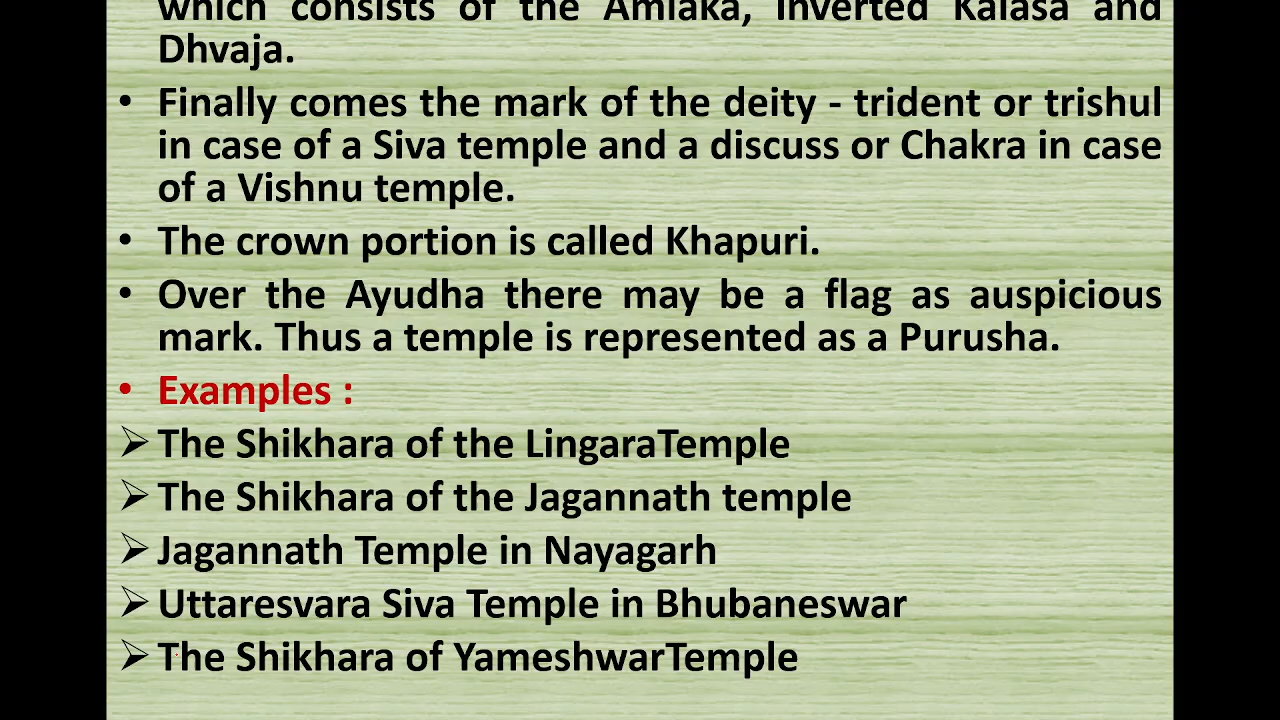 which consists of the Amlaka, inverted Kalasa and
Dhvaja.
• Finally comes the mark of the deity - trident or trishul
in case of a Siva temple and a discuss or Chakra in case
of a Vishnu temple.
• The crown portion is called Khapuri.
• Over the Ayudha there may be a flag as auspicious
mark. Thus a temple is represented as a Purusha.
• Examples :
➢ The Shikhara of the LingaraTemple
➢ The Shikhara of the Jagannath temple
➢ Jagannath Temple in Nayagarh
➢ Uttaresvara Siva Temple in Bhubaneswar
➢ The Shikhara of YameshwarTemple